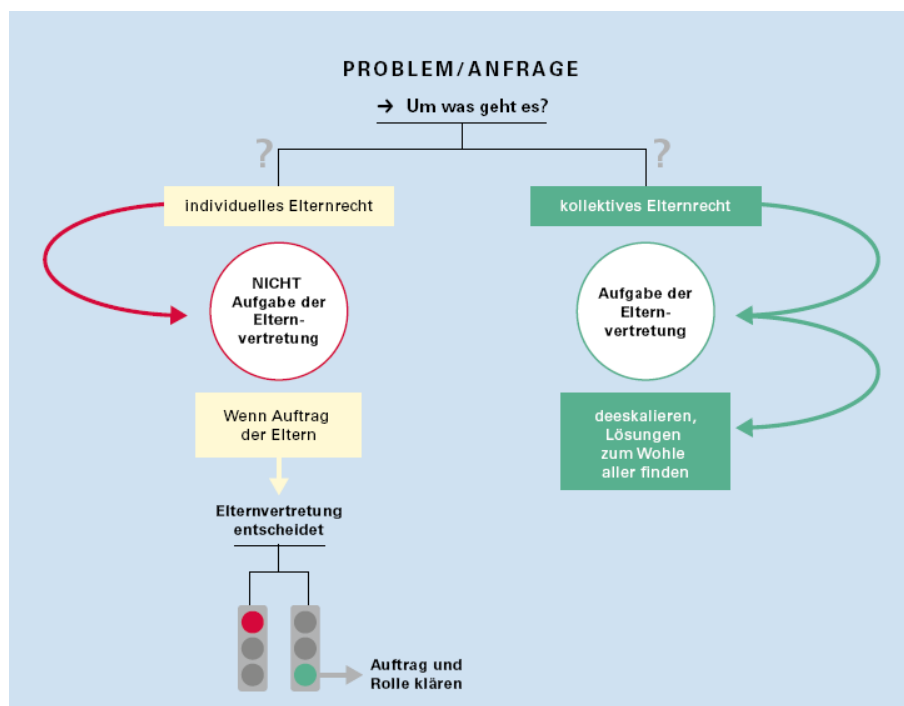 PROBLEM/ANFRAGE
→ Um was geht es?
?
?
individuelles Elternrecht
kollektives Elternrecht
NICHT
Aufgabe der
Eltern-
vertretung
Aufgabe der
Eltern-
vertretung
Wenn Auftrag
der Eltern
deeskalieren,
Lösungen
zum Wohle
aller finden
Elternvertretung
entscheidet
Auftrag und
Rolle klären